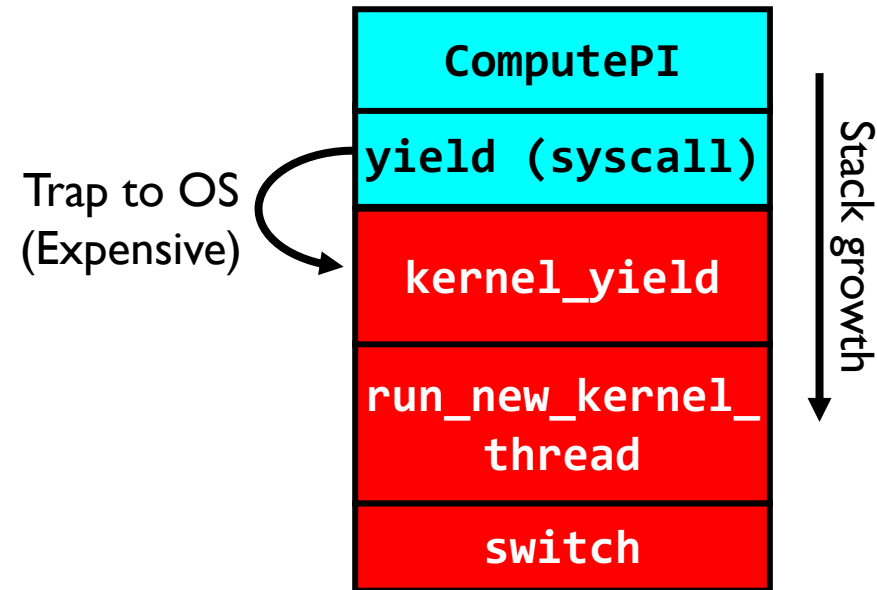 ComputePI
yield (syscall)
Trap to OS
(Expensive)
kernel_yield
run_new_kernel_
thread
switch
Stack growth